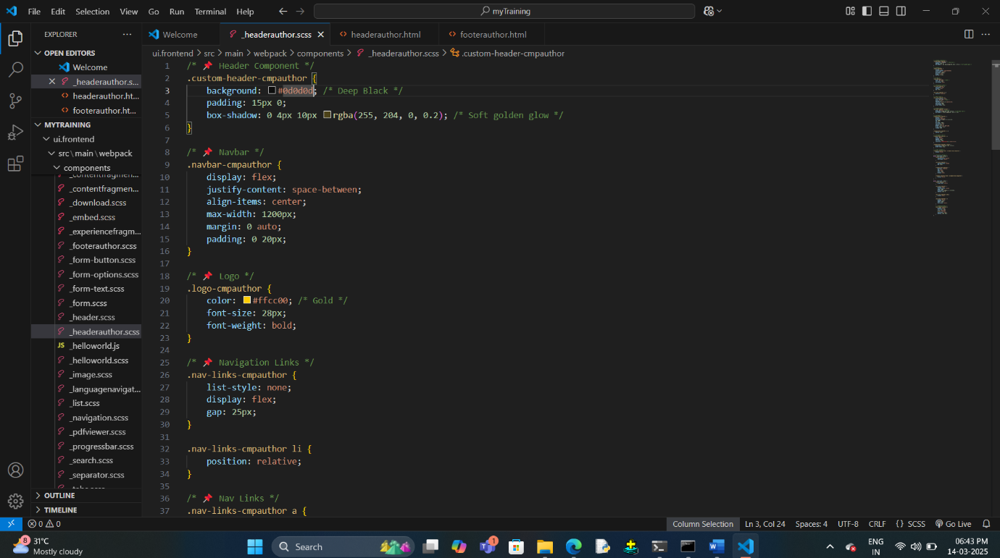 File Edit Selection View Go Run Terminal Help
myTraining
EXPLORER
Welcome
_headerauthor.scss
headerauthor.html
footerauthor.html
OPEN EDITORS
Welcome
_headerauthor.s...
headerauthor.ht...
footerauthor.ht...
MYTRAINING
ui.frontend
src\main\webpack
components
_contentfragmen...
_contentfragmen...
_download.scss
_embed.scss
_experiencefragm...
_footerauthor.scss
_form-button.scss
_form-options.scss
_form-text.scss
_form.scss
_header.scss
_headerauthor.scss
JS _helloworld.js
_helloworld.scss
_image.scss
_languagenavigat...
_list.scss
_navigation.scss
_pdfviewer.scss
_progressbar.scss
_search.scss
_separator.scss
OUTLINE
TIMELINE
ui.frontend > src > main > webpack > components > _headerauthor.scss > .custom-header-cmpauthor
1 /* 📌 Header Component */
2 .custom-header-cmpauthor {
3 background: #0d0d0d; /* Deep Black */
4 padding: 15px 0;
5 box-shadow: 0 4px 10px rgba(255, 204, 0, 0.2); /* Soft golden glow */
6 }
7
8 /* 📌 Navbar */
9 .navbar-cmpauthor {
10 display: flex;
11 justify-content: space-between;
12 align-items: center;
13 max-width: 1200px;
14 margin: 0 auto;
15 padding: 0 20px;
16 }
17
18 /* 📌 Logo */
19 .logo-cmpauthor {
20 color: #ffcc00; /* Gold */
21 font-size: 28px;
22 font-weight: bold;
23 }
24
25 /* 📌 Navigation Links */
26 .nav-links-cmpauthor {
27 list-style: none;
28 display: flex;
29 gap: 25px;
30 }
31
32 .nav-links-cmpauthor li {
33 position: relative;
34 }
35
36 /* 📌 Nav Links */
37 .nav-links-cmpauthor a {
0 0
Column Selection Ln 3, Col 24 Spaces: 4 UTF-8 CRLF {} SCSS Go Live
8
31°C
Mostly cloudy
Search
1
ENG
IN
06:43 PM
14-03-2025